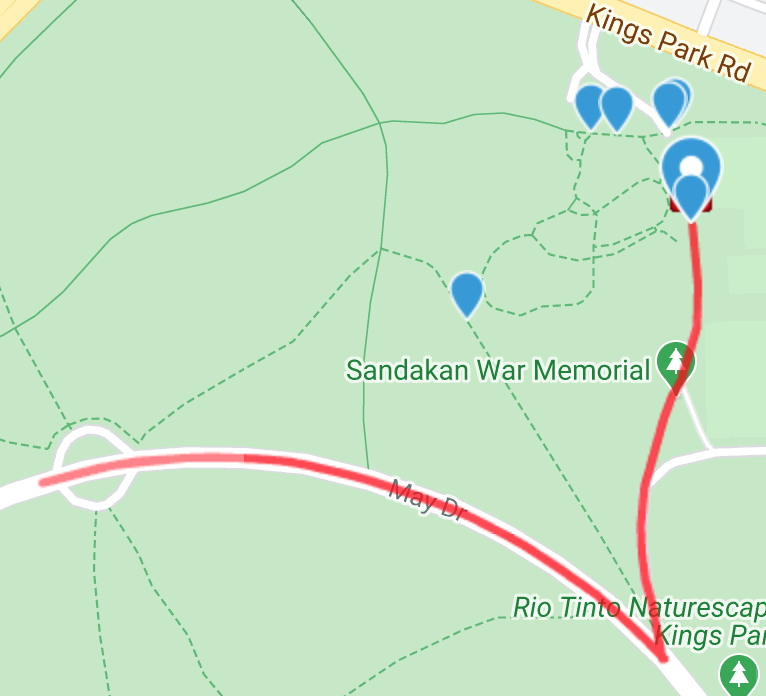 Kings Park Rd
Sandakan War Memorial
May Dr
Rio Tinto Naturescap
Kings Par